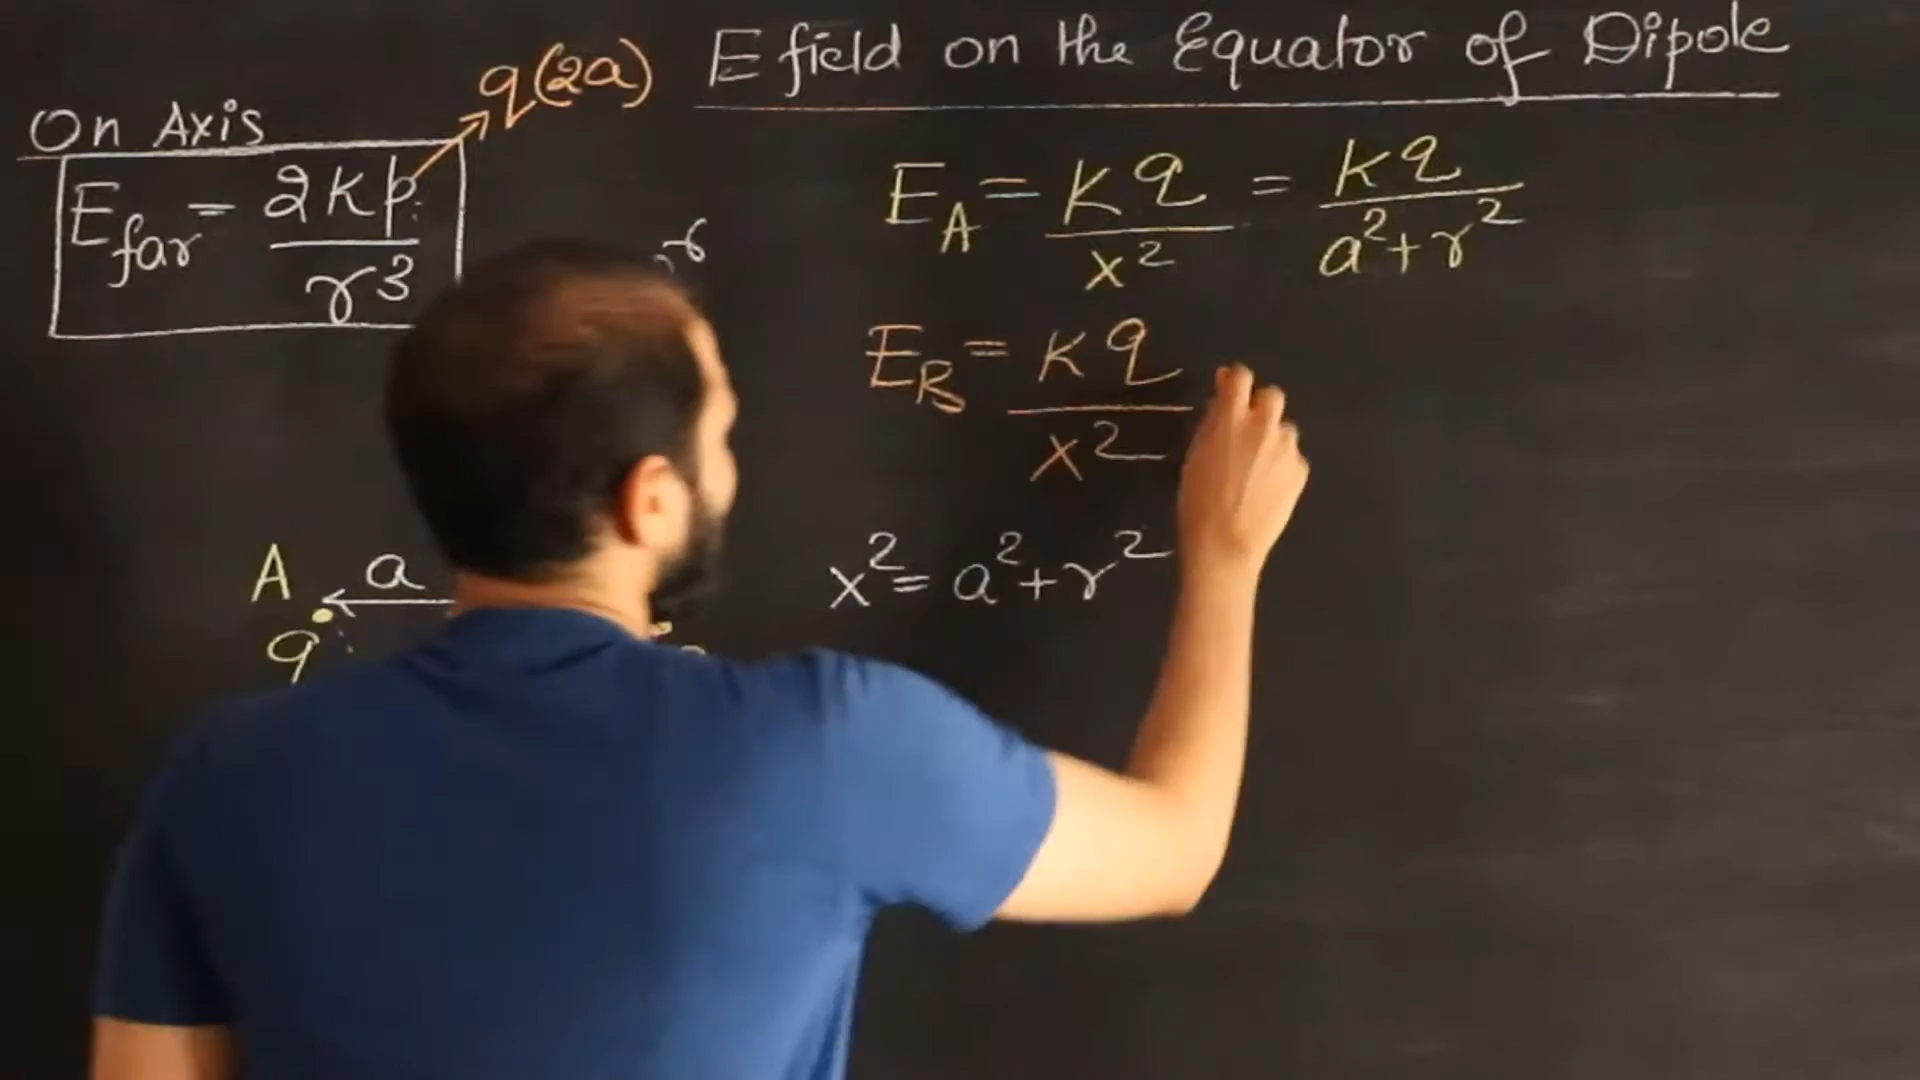 E field on the Equator of Dipole
On Axis
q(2a)
E_far = 2Kp / r³
E_A = Kq / x² = Kq / a²+r²
E_B = Kq / x²
x² = a²+r²
A
a
q